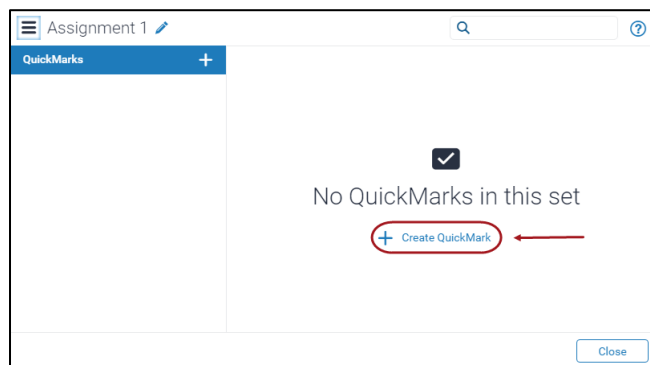 Assignment 1
QuickMarks +
No QuickMarks in this set
+ Create QuickMark
Close